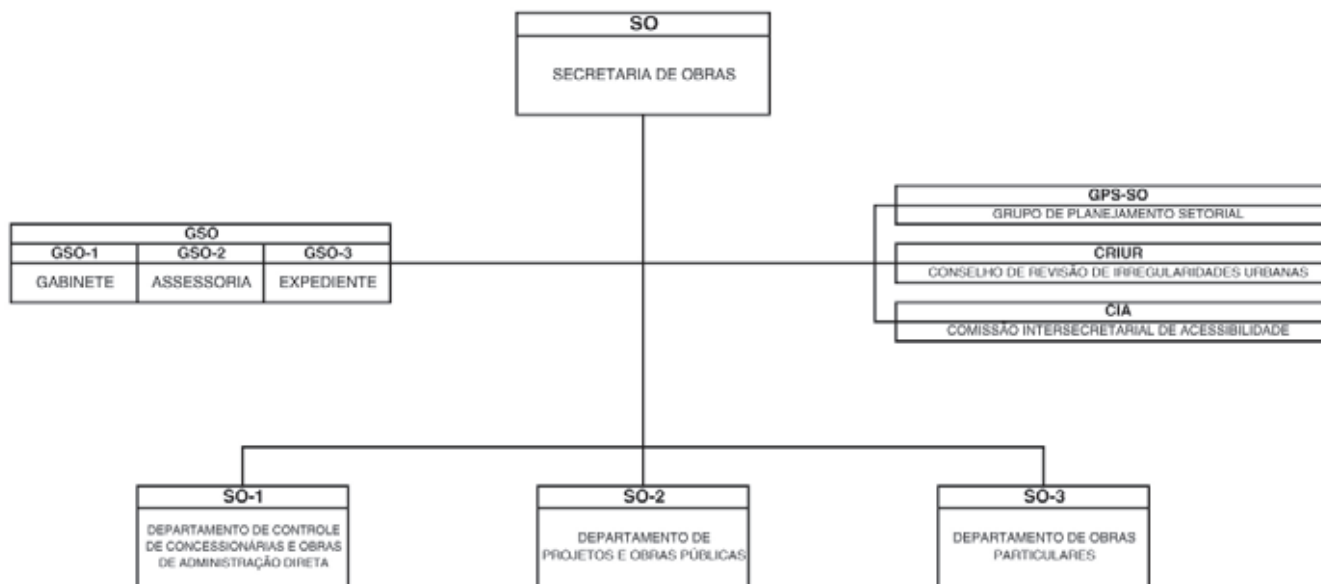 SO
SECRETARIA DE OBRAS
GPS-SO
GRUPO DE PLANEJAMENTO SETORIAL
GSO
GSO-1 GSO-2 GSO-3
GABINETE ASSESSORIA EXPEDIENTE
CRIUR
CONSELHO DE REVISÃO DE IRREGULARIDADES URBANAS
CIA
COMISSÃO INTERSECRETARIAL DE ACESSIBILIDADE
SO-1
DEPARTAMENTO DE CONTROLE
DE CONCESSIONÁRIAS E OBRAS
DE ADMINISTRAÇÃO DIRETA
SO-2
DEPARTAMENTO DE
PROJETOS E OBRAS PÚBLICAS
SO-3
DEPARTAMENTO DE OBRAS
PARTICULARES